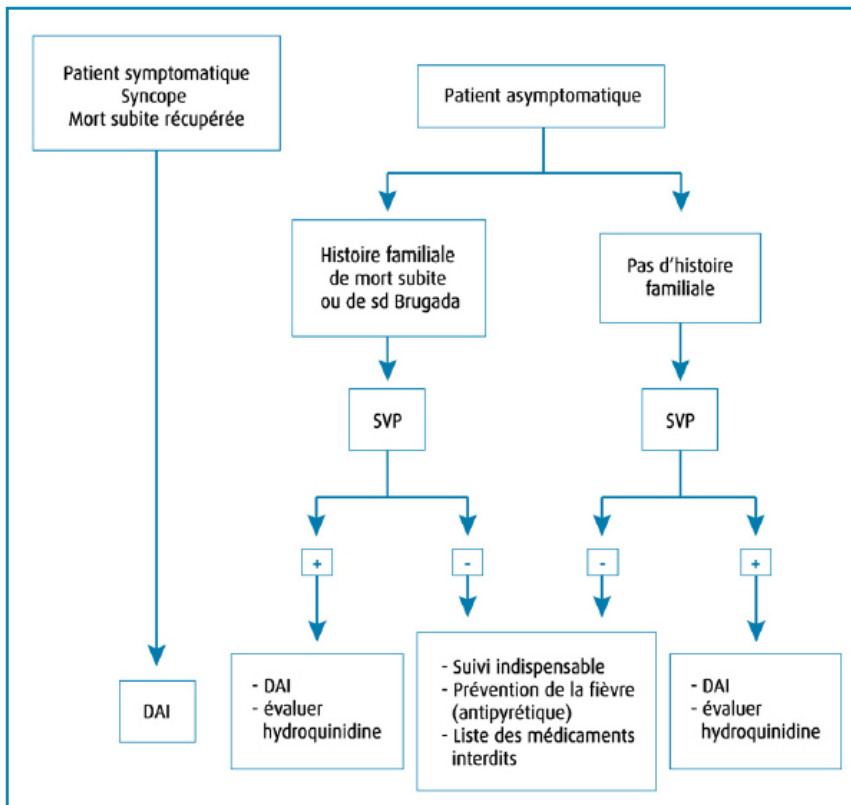 Patient symptomatique
Syncope
Mort subite récupérée
Patient asymptomatique
Histoire familiale
de mort subite
ou de sd Brugada
Pas d'histoire
familiale
SVP
SVP
+
-
-
+
DAI
- DAI
- évaluer
hydroquinidine
- Suivi indispensable
- Prévention de la fièvre
(antipyrétique)
- Liste des médicaments
interdits
- DAI
- évaluer
hydroquinidine